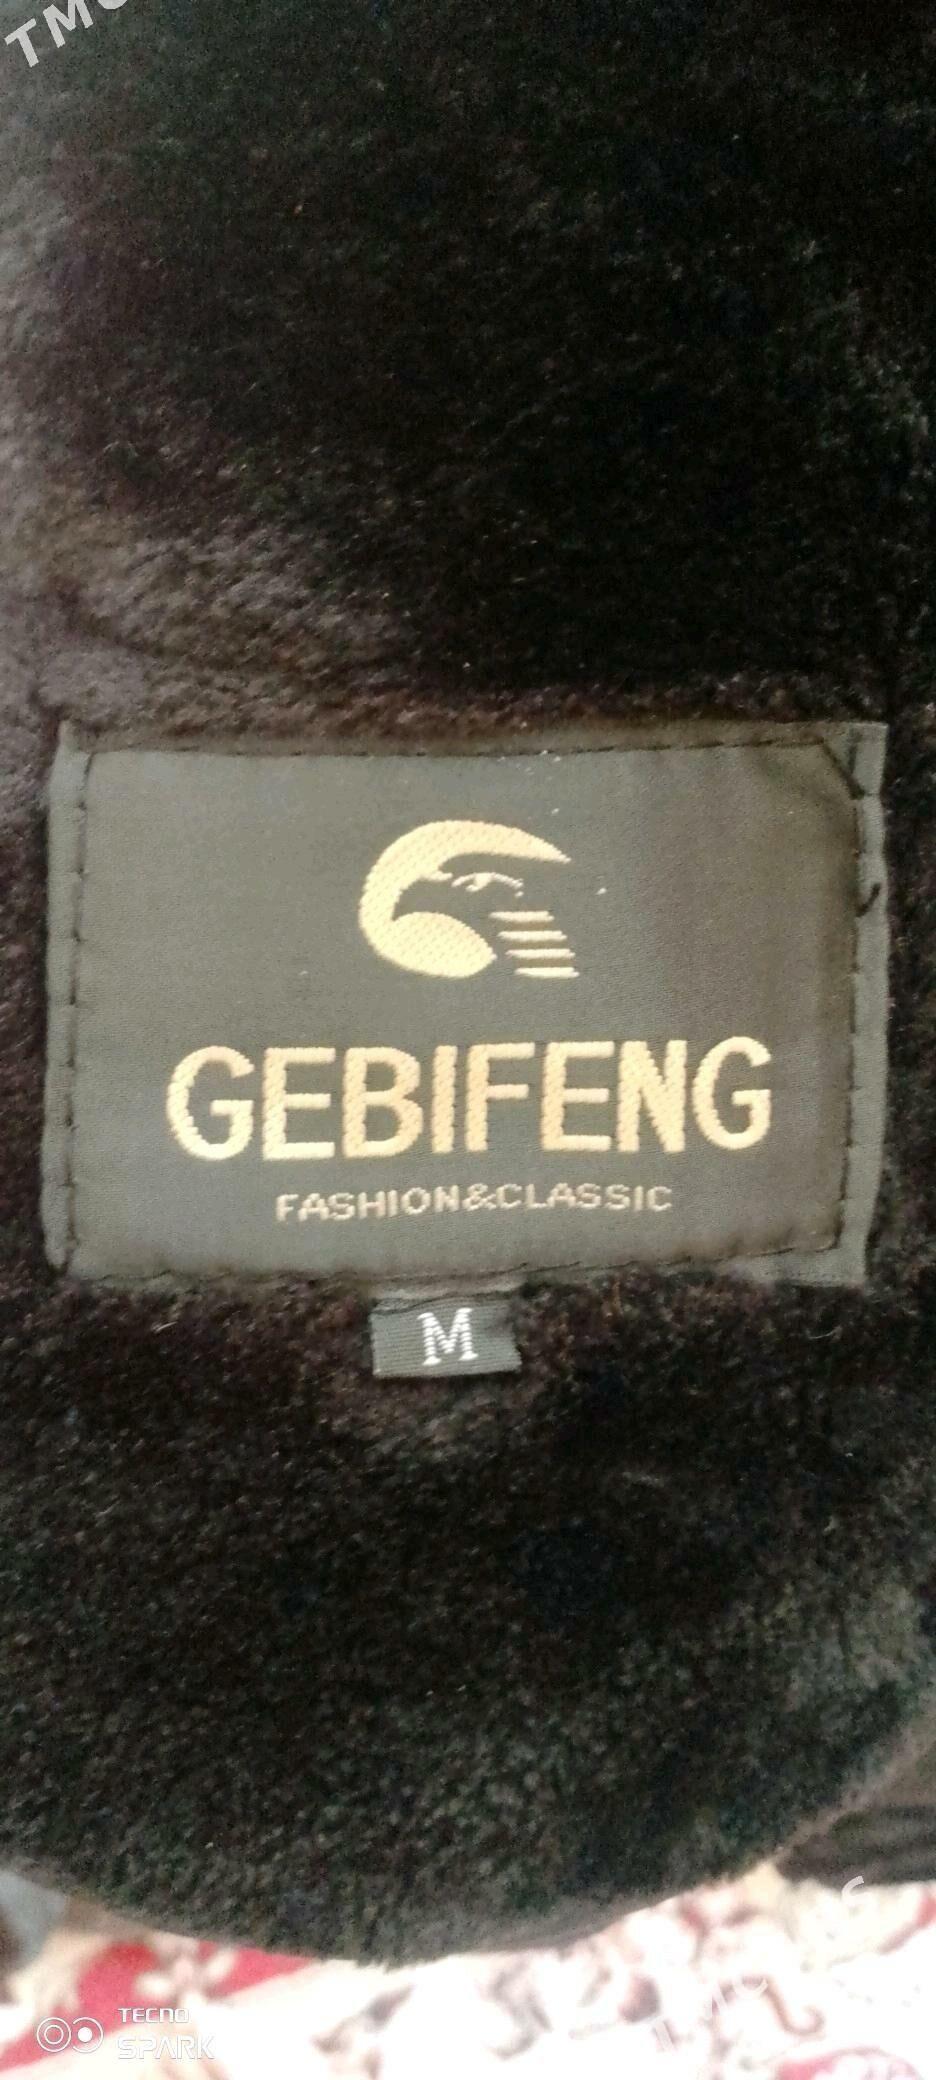 GEBIFENG
FASHION&CLASSIC
M
TECNO
SPARK